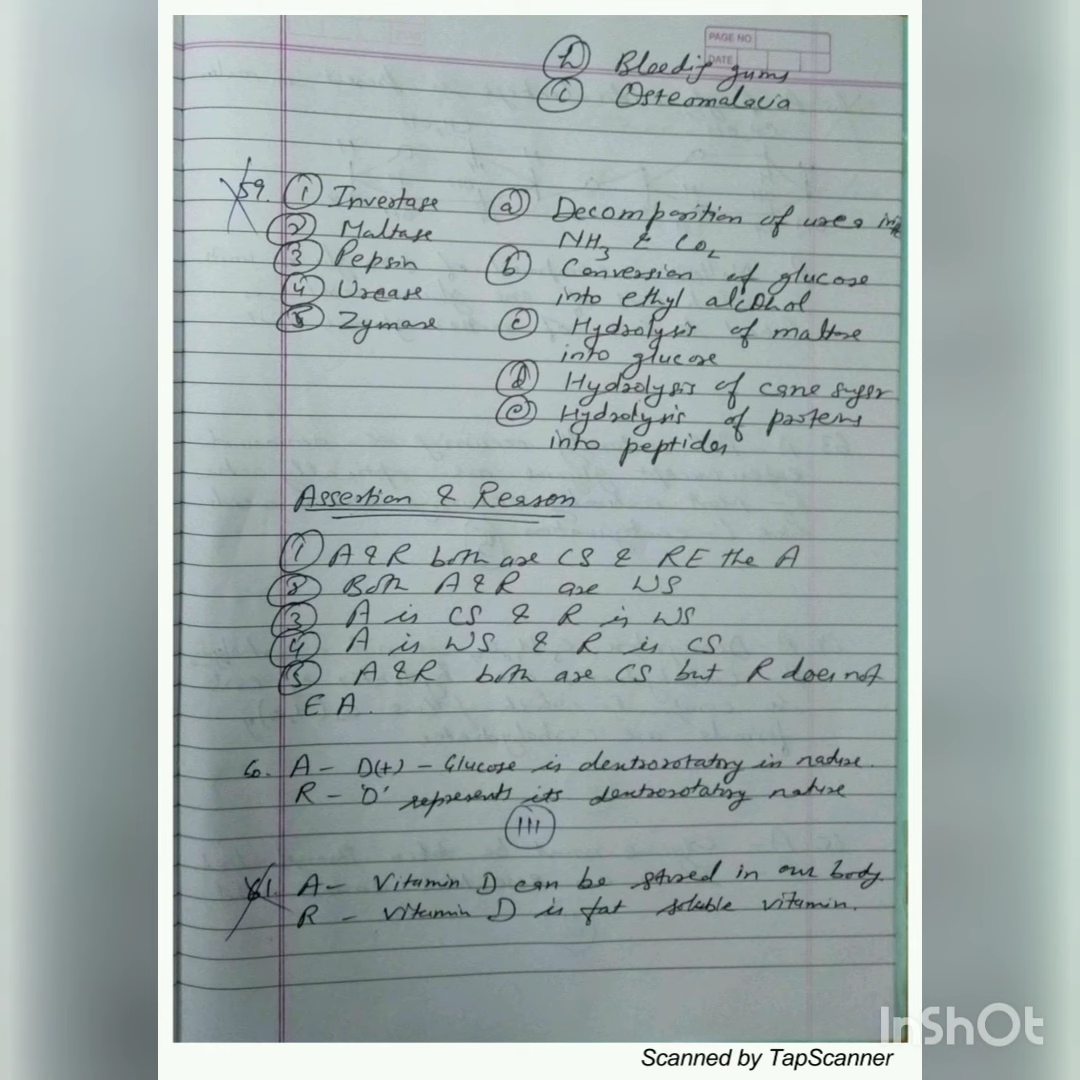 PAGE NO
DATE
(h) Bleedig gums
(i) Osteomalacia
59. (1) Invertase (a) Decomposition of urea into
(2) Maltase NH3 & CO2
(3) Pepsin (b) Conversion of glucose
(4) Urease into ethyl alcohol
(5) Zymase (c) Hydrolysis of maltose
into glucose
(d) Hydrolysis of cane sugar
(e) Hydrolysis of proteins
into peptides
Assertion & Reason
(1) A & R both are CS & RE the A
(2) Both A & R are WS
(3) A is CS & R is WS
(4) A is WS & R is CS
(5) A & R both are CS but R does not
E A.
60. A - D(+) - Glucose is dextrorotatory in nature.
R - 'D' represents its dextrorotatory nature
(III)
61. A - Vitamin D can be stored in our body
R - Vitamin D is fat soluble vitamin.
InShOt
Scanned by TapScanner